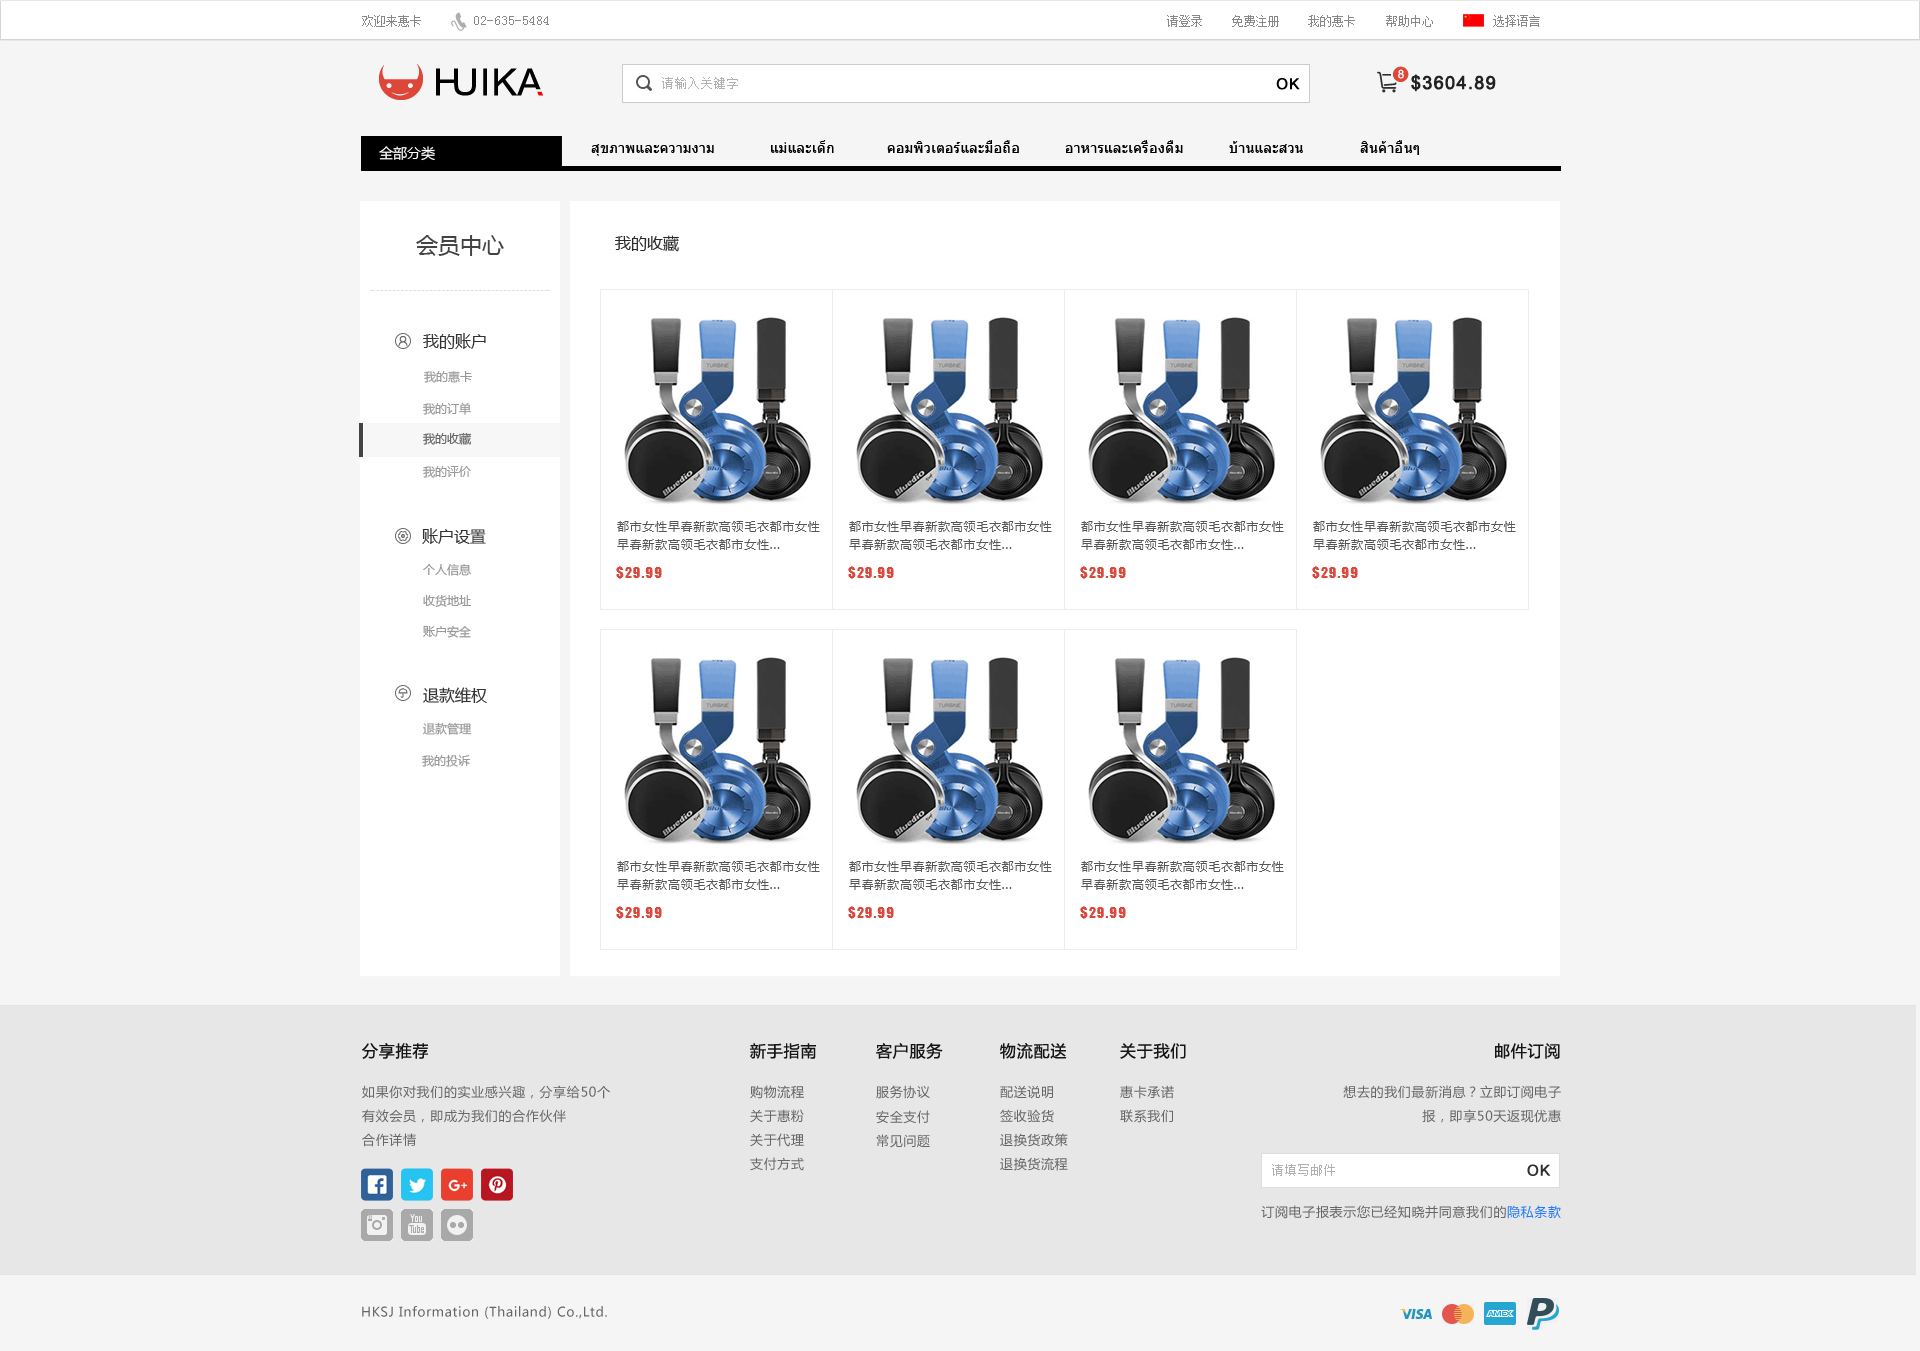 欢迎来惠卡
02-635-5484
请登录
免费注册
我的惠卡
帮助中心
选择语言
HUIKA
请输入关键字
OK
8
$3604.89
全部分类
สุขภาพและความงาม
แม่และเด็ก
คอมพิวเตอร์และมือถือ
อาหารและเครื่องดื่ม
บ้านและสวน
สินค้าอื่นๆ
会员中心
我的账户
我的惠卡
我的订单
我的收藏
我的评价
账户设置
个人信息
收货地址
账户安全
退款维权
退款管理
我的投诉
我的收藏
TURBINE
Bluedio
都市女性早春新款高领毛衣都市女性
早春新款高领毛衣都市女性...
$29.99
TURBINE
Bluedio
都市女性早春新款高领毛衣都市女性
早春新款高领毛衣都市女性...
$29.99
TURBINE
Bluedio
都市女性早春新款高领毛衣都市女性
早春新款高领毛衣都市女性...
$29.99
TURBINE
Bluedio
都市女性早春新款高领毛衣都市女性
早春新款高领毛衣都市女性...
$29.99
TURBINE
Bluedio
都市女性早春新款高领毛衣都市女性
早春新款高领毛衣都市女性...
$29.99
TURBINE
Bluedio
都市女性早春新款高领毛衣都市女性
早春新款高领毛衣都市女性...
$29.99
TURBINE
Bluedio
都市女性早春新款高领毛衣都市女性
早春新款高领毛衣都市女性...
$29.99
分享推荐
如果你对我们的实业感兴趣，分享给50个
有效会员，即成为我们的合作伙伴
合作详情
G+
You
Tube
新手指南
购物流程
关于惠粉
关于代理
支付方式
客户服务
服务协议
安全支付
常见问题
物流配送
配送说明
签收验货
退换货政策
退换货流程
关于我们
惠卡承诺
联系我们
邮件订阅
想去的我们最新消息？立即订阅电子
报，即享50天返现优惠
请填写邮件
OK
订阅电子报表示您已经知晓并同意我们的隐私条款
HKSJ Information (Thailand) Co.,Ltd.
VISA
AMEX